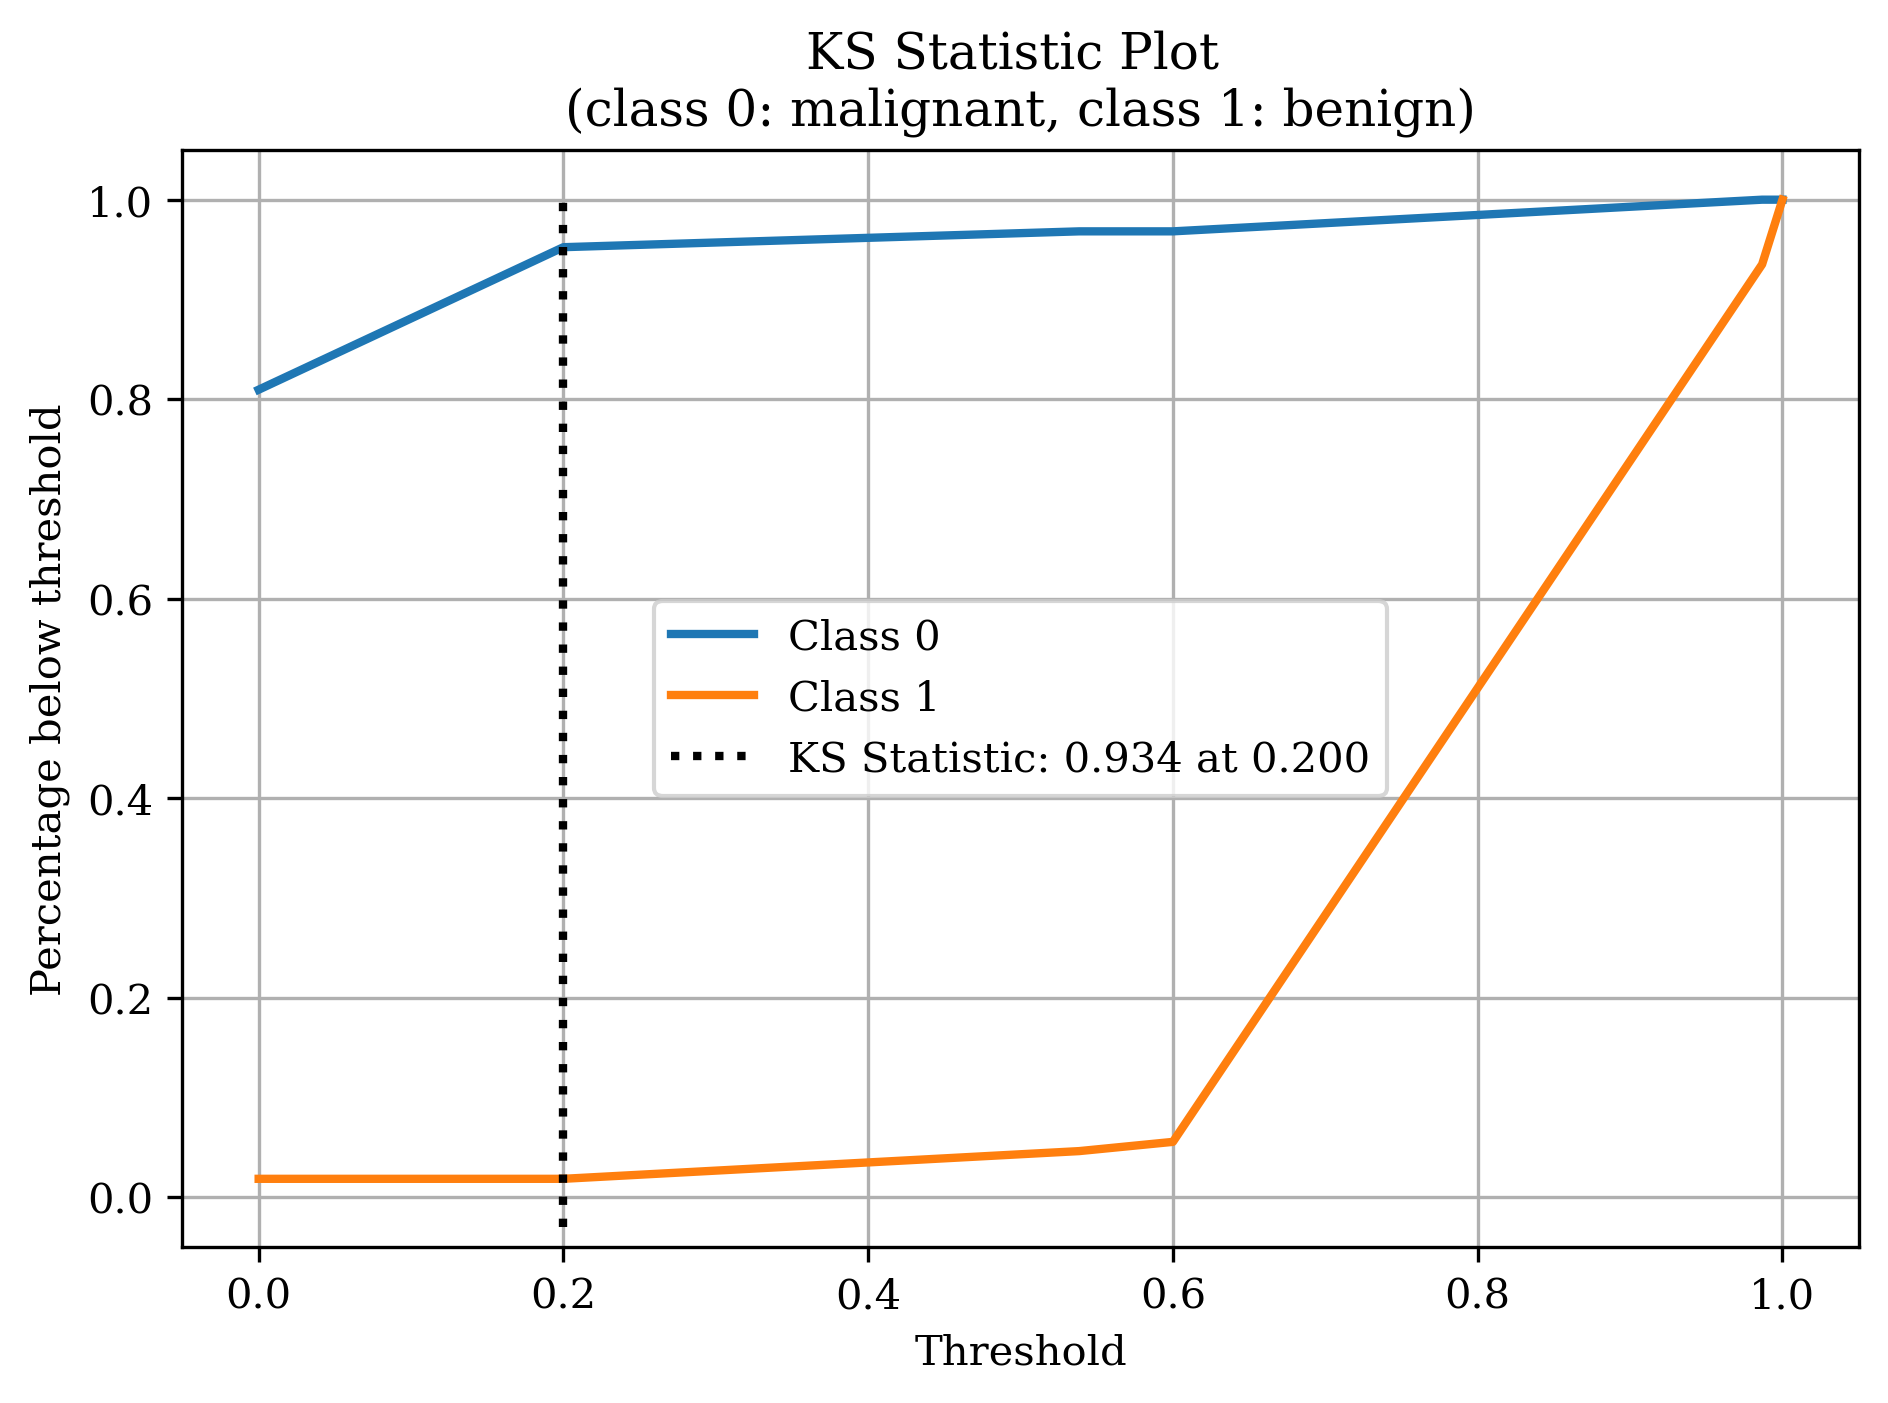 KS Statistic Plot
(class 0: malignant, class 1: benign)
Percentage below threshold
1.0
0.8
0.6
0.4
0.2
0.0
Class 0
Class 1
KS Statistic: 0.934 at 0.200
0.0 0.2 0.4 0.6 0.8 1.0
Threshold